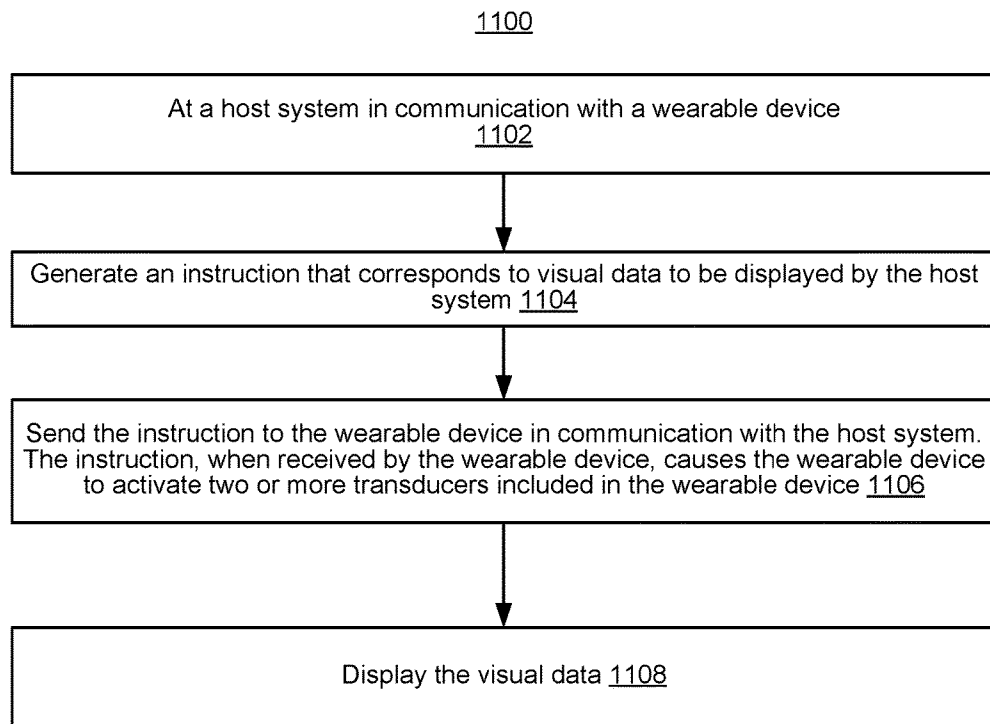 1100
At a host system in communication with a wearable device
1102
Generate an instruction that corresponds to visual data to be displayed by the host
system 1104
Send the instruction to the wearable device in communication with the host system.
The instruction, when received by the wearable device, causes the wearable device
to activate two or more transducers included in the wearable device 1106
Display the visual data 1108